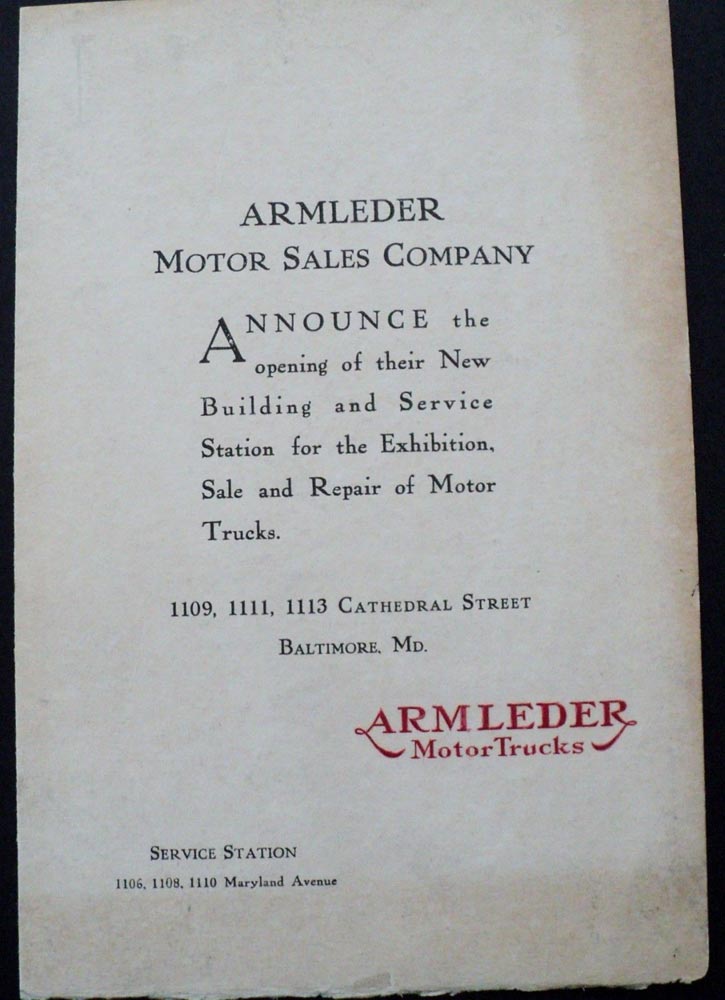 ARMLEDER
MOTOR SALES COMPANY
ANNOUNCE the
opening of their New
Building and Service
Station for the Exhibition,
Sale and Repair of Motor
Trucks.
1109, 1111, 1113 CATHEDRAL STREET
BALTIMORE, MD.
ARMLEDER
Motor Trucks
SERVICE STATION
1106, 1108, 1110 Maryland Avenue